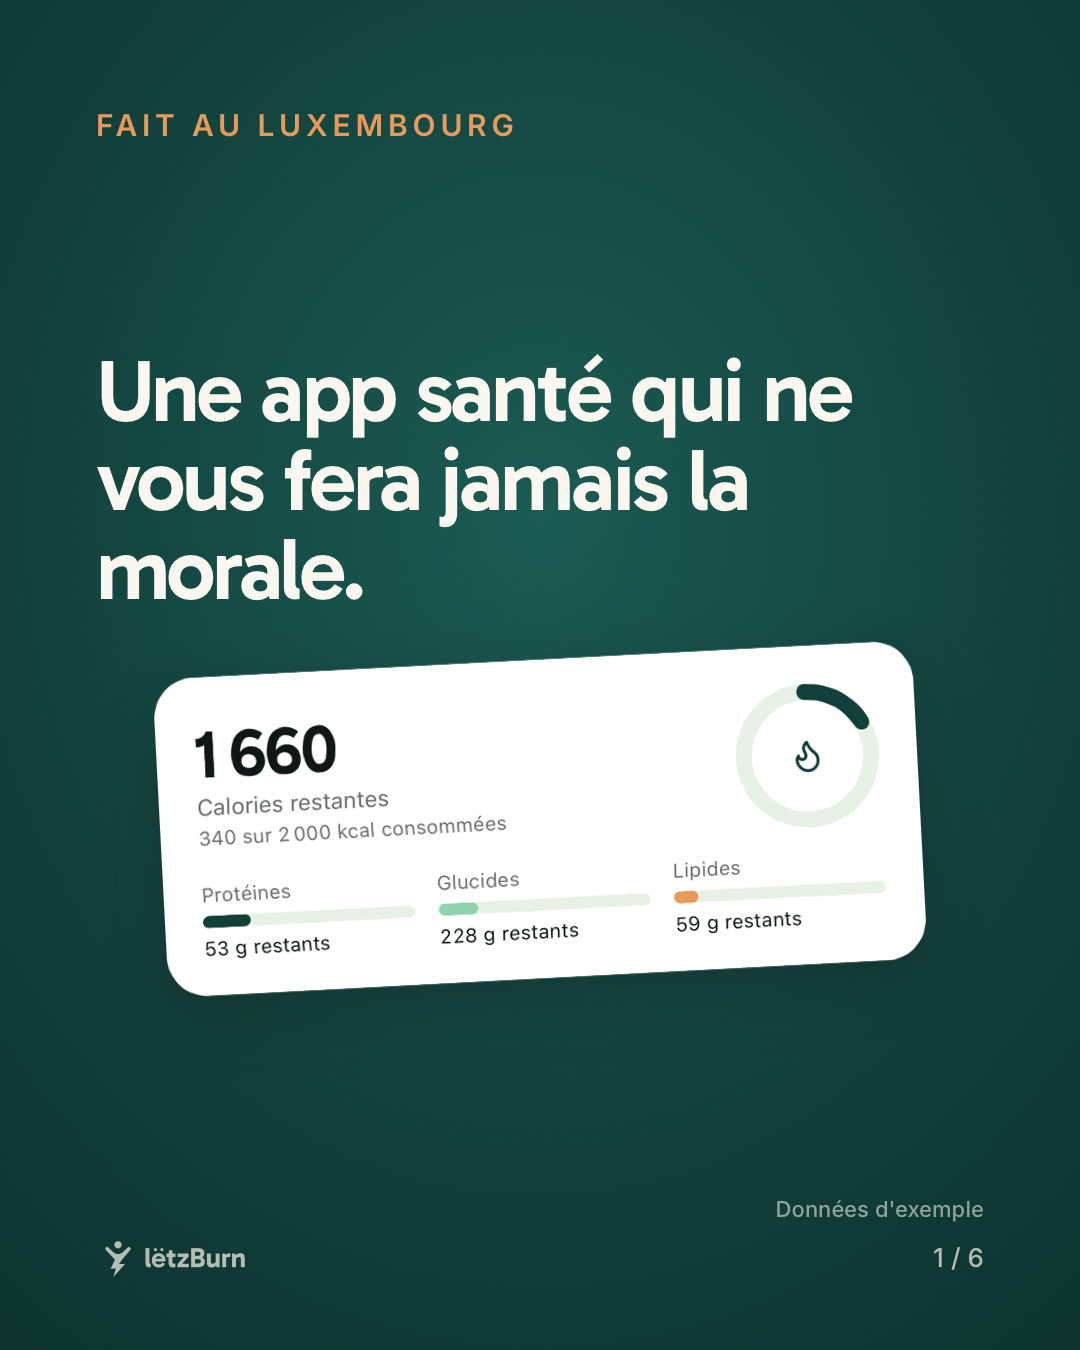 FAIT AU LUXEMBOURG
Une app santé qui ne
vous fera jamais la
morale.
1 660
Calories restantes
340 sur 2 000 kcal consommées
Protéines
53 g restants
Glucides
228 g restants
Lipides
59 g restants
Données d'exemple
lëtzBurn
1 / 6